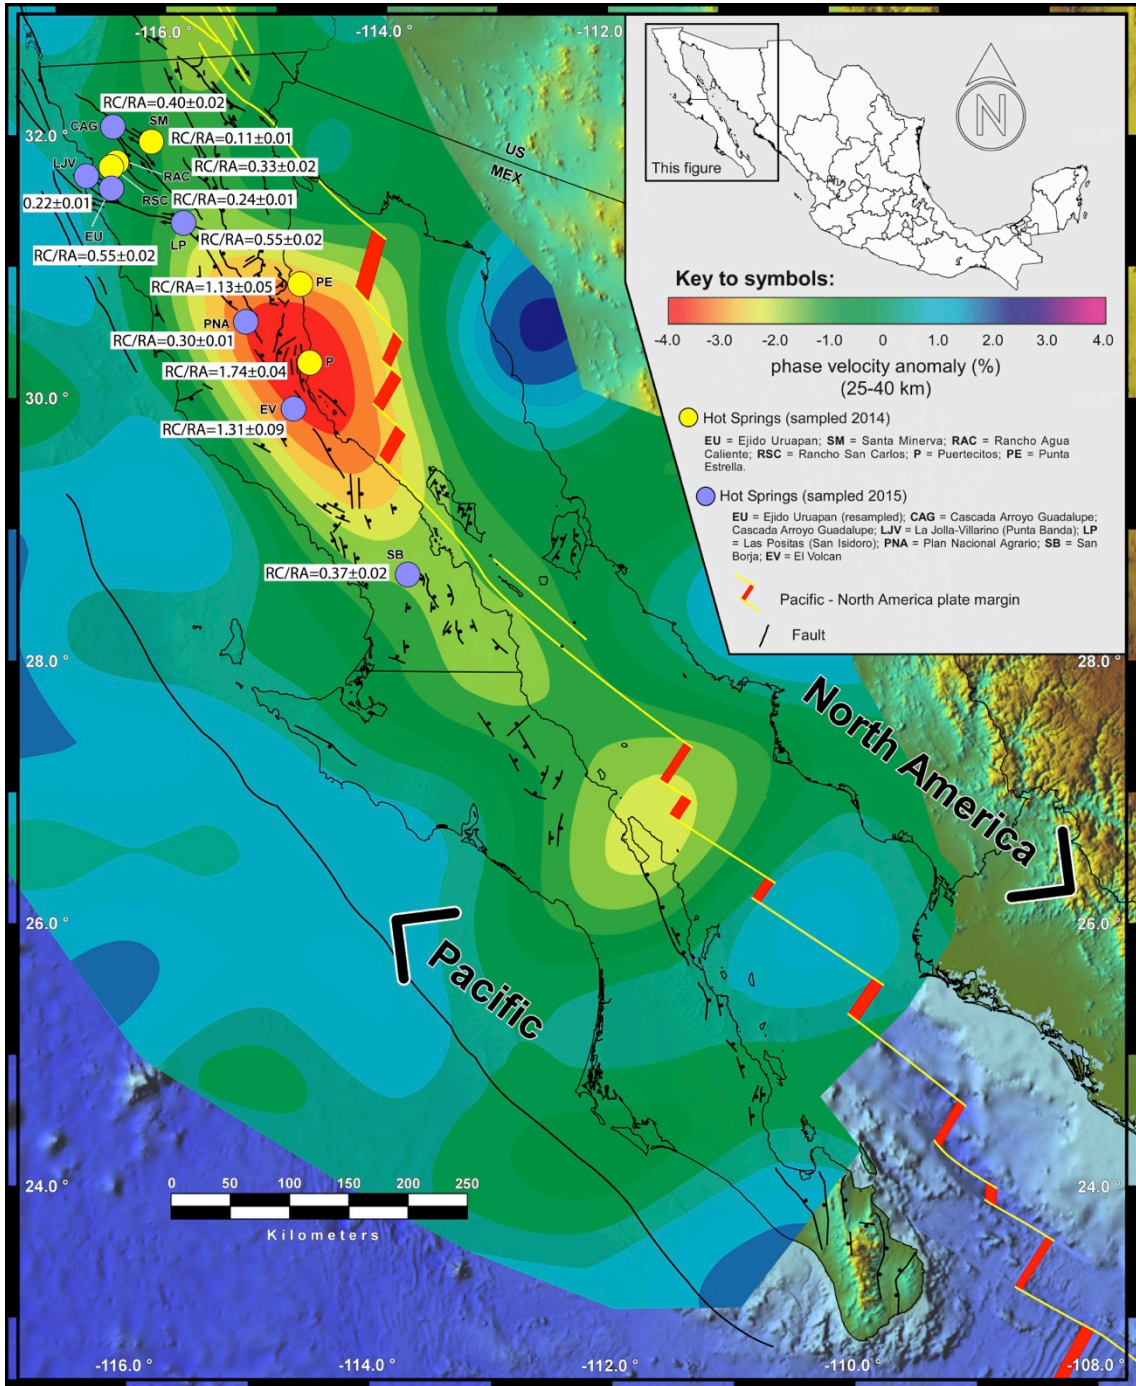 -116.0 °
-114.0 °
-112.0 °
-108.0 °
RC/RA=0.40±0.02
CAG
SM
32.0 °
RC/RA=0.11±0.01
LJV
RAC
RC/RA=0.33±0.02
RSC
RC/RA=0.24±0.01
0.22±0.01
EU
LP
RC/RA=0.55±0.02
RC/RA=0.55±0.02
RC/RA=1.13±0.05
PE
PNA
RC/RA=0.30±0.01
P
RC/RA=1.74±0.04
30.0 °
EV
RC/RA=1.31±0.09
SB
RC/RA=0.37±0.02
28.0 °
26.0 °
24.0 °
US
MEX
This figure
N
Key to symbols:
-4.0 -3.0 -2.0 -1.0 0 1.0 2.0 3.0 4.0
phase velocity anomaly (%)
(25-40 km)
30.0 °
Hot Springs (sampled 2014)
EU = Ejido Uruapan; SM = Santa Minerva; RAC = Rancho Agua
Caliente; RSC = Rancho San Carlos; P = Puertecitos; PE = Punta
Estrella.
Hot Springs (sampled 2015)
EU = Ejido Uruapan (resampled); CAG = Cascada Arroyo Guadalupe;
Cascada Arroyo Guadalupe; LJV = La Jolla-Villarino (Punta Banda); LP
= Las Positas (San Isidoro); PNA = Plan Nacional Agrario; SB = San
Borja; EV = El Volcan
Pacific - North America plate margin
Fault
28.0 °
North America
26.0 °
Pacific
24.0 °
0 50 100 150 200 250
Kilometers
-116.0 °
-114.0 °
-112.0 °
-110.0 °
-108.0 °